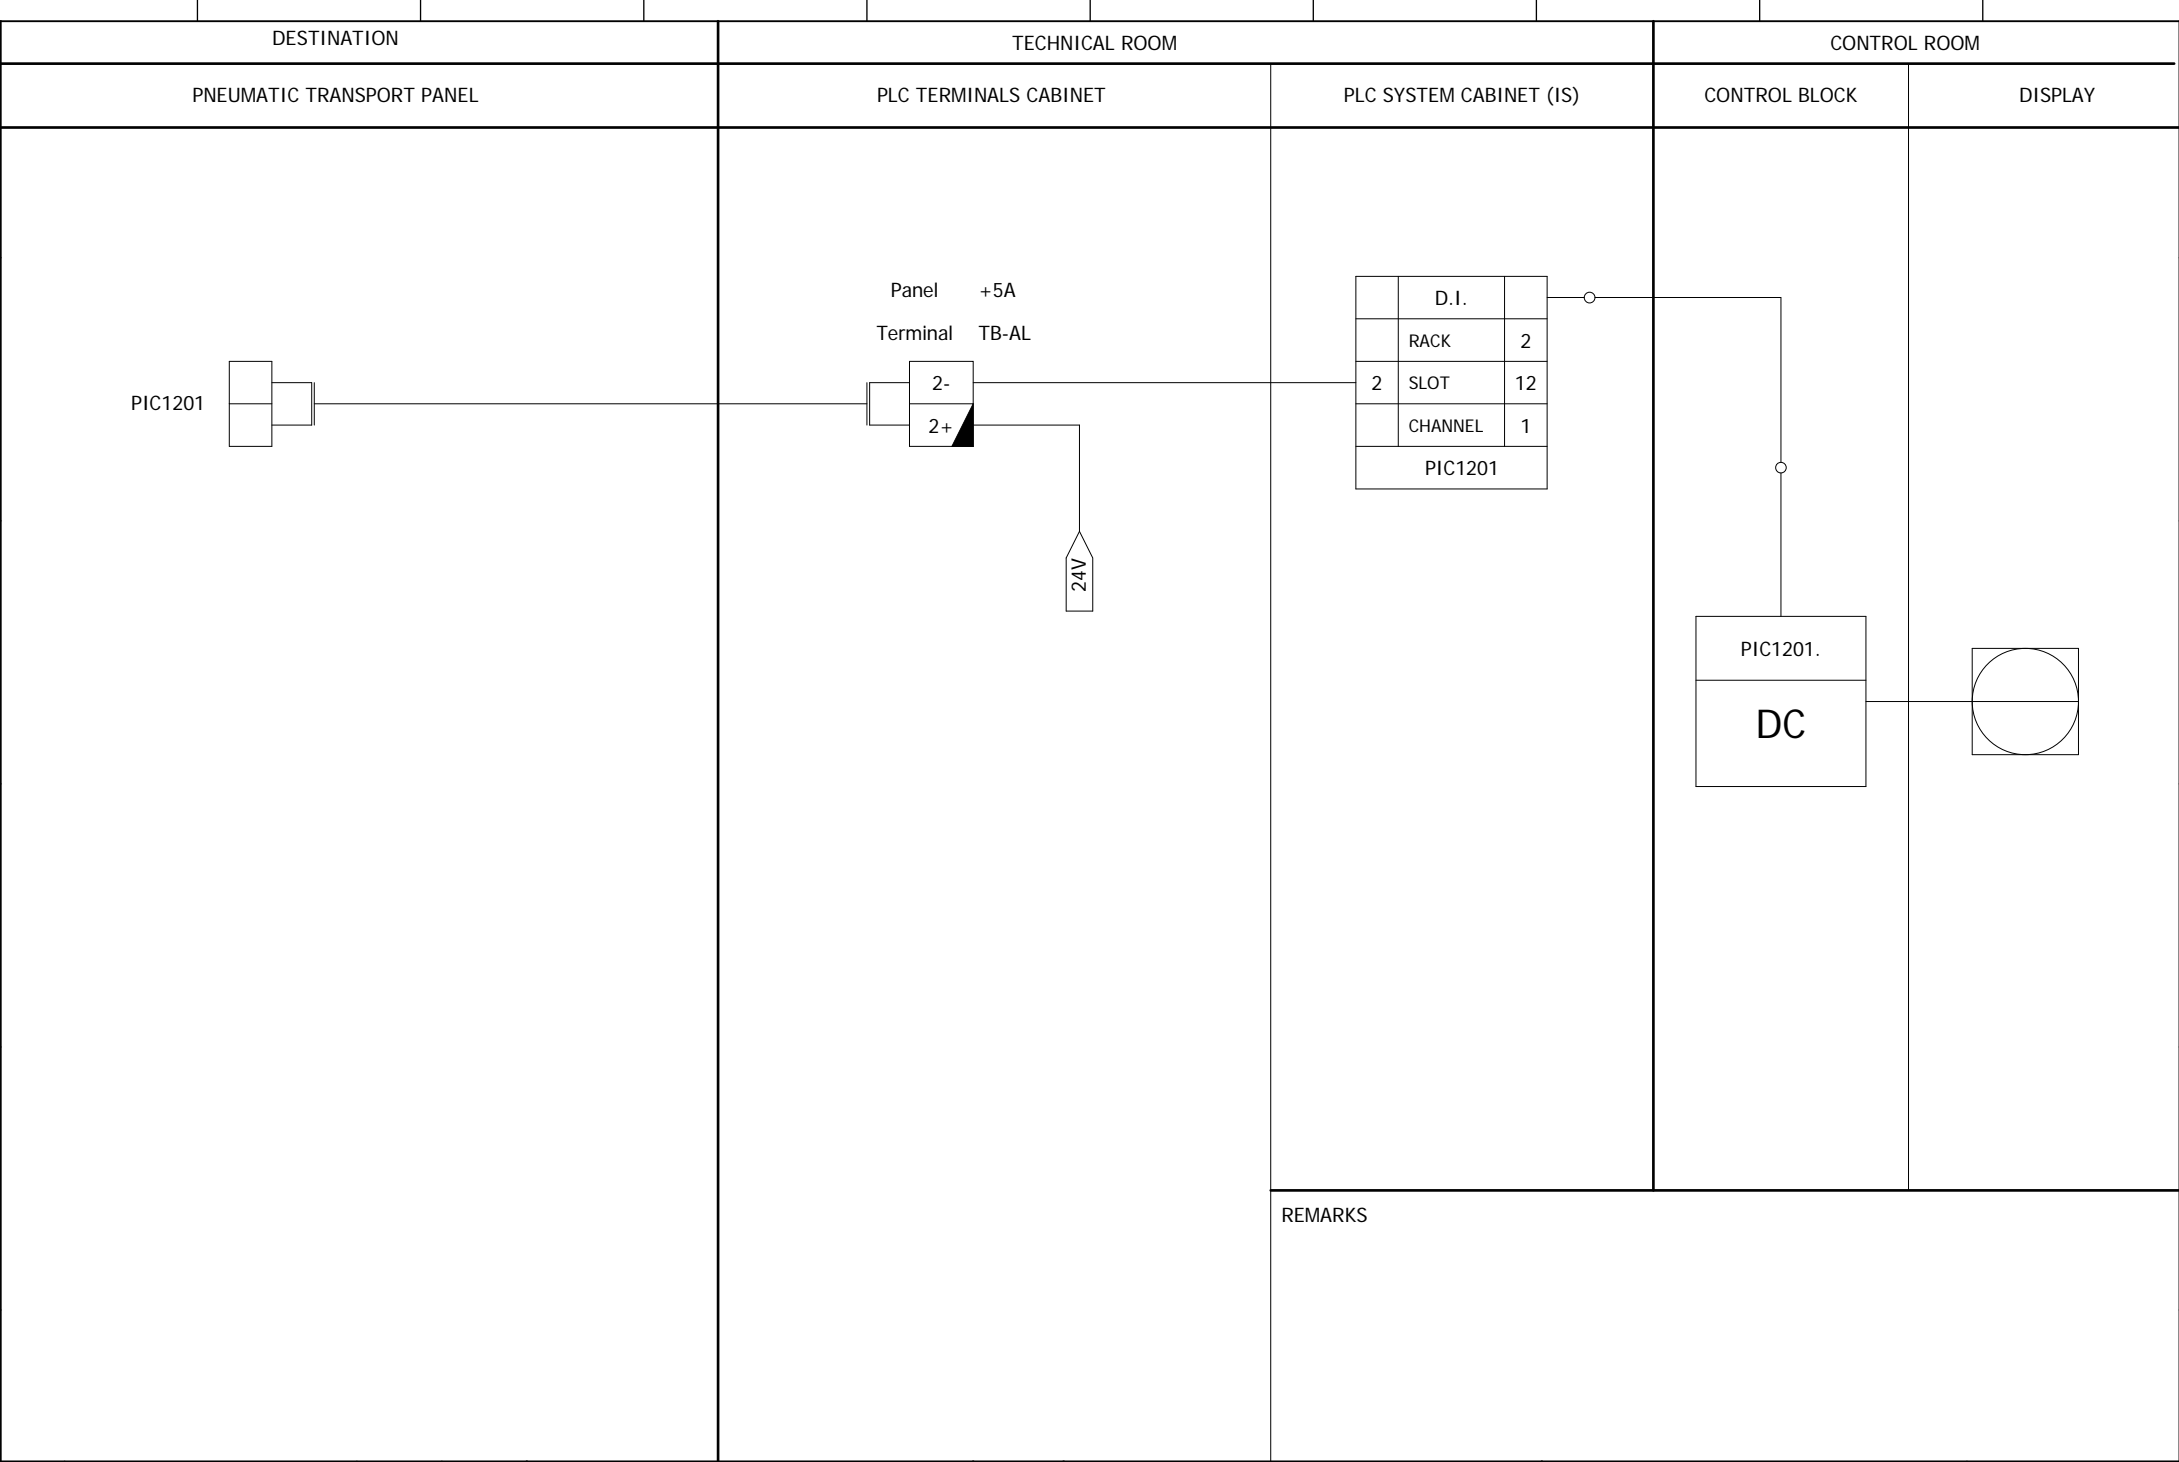 DESTINATION
TECHNICAL ROOM
CONTROL ROOM
PNEUMATIC TRANSPORT PANEL
PLC TERMINALS CABINET
PLC SYSTEM CABINET (IS)
CONTROL BLOCK
DISPLAY
Panel +5A
Terminal TB-AL
PIC1201
2-
2+
24V
D.I.
RACK 2
2 SLOT 12
CHANNEL 1
PIC1201
PIC1201.
DC
REMARKS